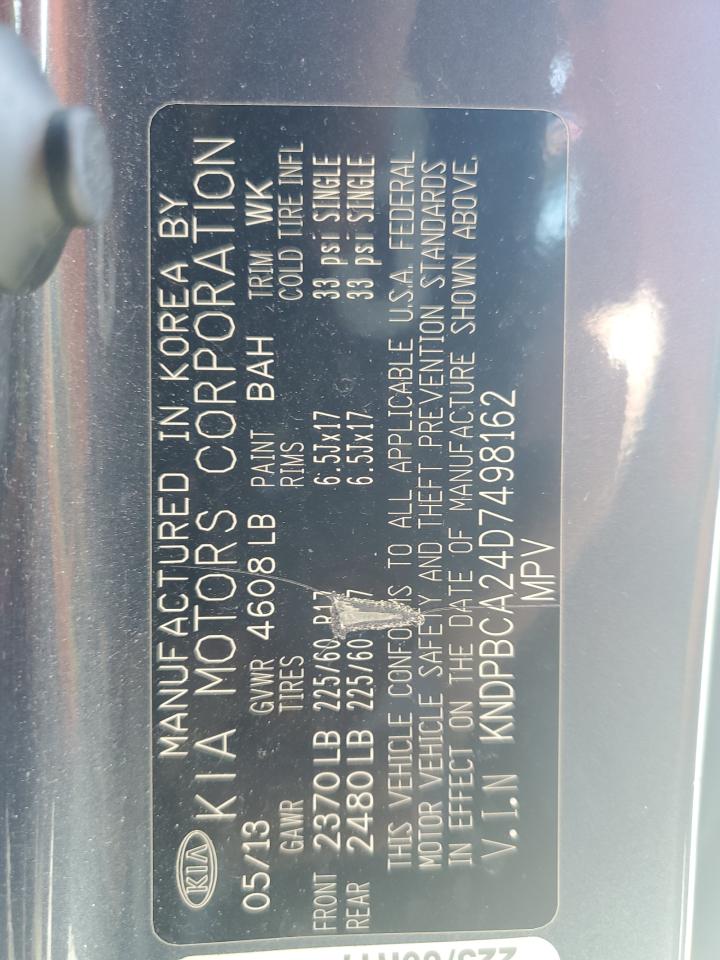 KIA MANUFACTURED IN KOREA BY
KIA MOTORS CORPORATION
05/13 GVWR 4608 LB PAINT BAH TRIM WK
GAWR TIRES RIMS COLD TIRE INFL
FRONT 2370 LB 225/60 R17 6.5Jx17 33 psi SINGLE
REAR 2480 LB 225/60 6.5Jx17 33 psi SINGLE
THIS VEHICLE CONFORMS TO ALL APPLICABLE U.S.A. FEDERAL
MOTOR VEHICLE SAFETY AND THEFT PREVENTION STANDARDS
IN EFFECT ON THE DATE OF MANUFACTURE SHOWN ABOVE.
V.I.N KNDPBCA24D7498162
MPV